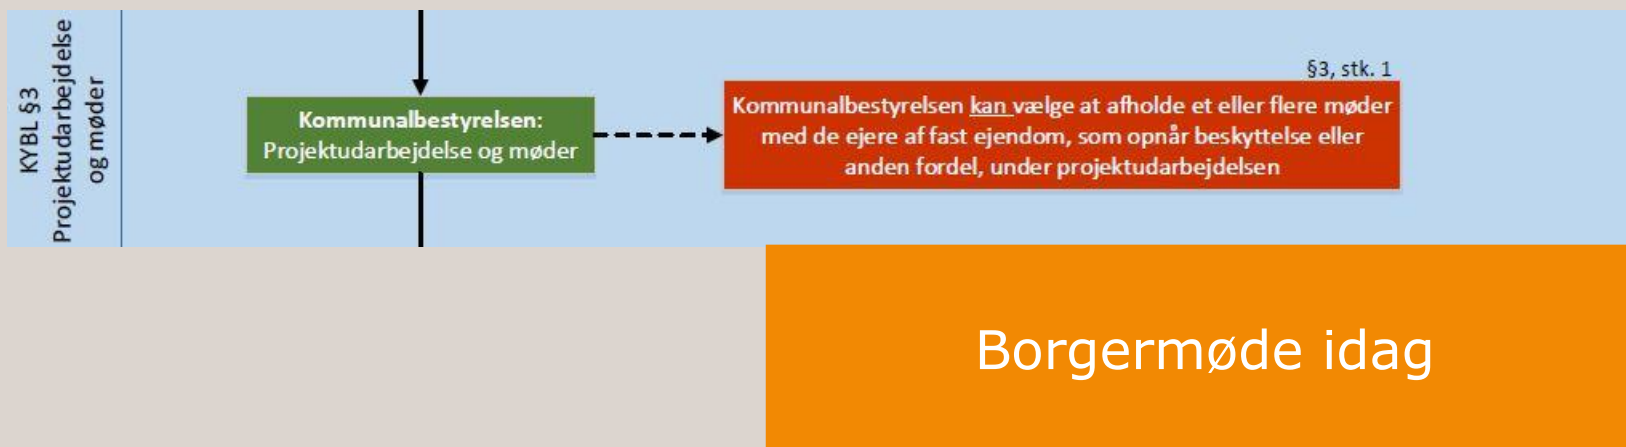 KYBL §3
Projektudarbejdelse
og møder
Kommunalbestyrelsen:
Projektudarbejdelse og møder
§3, stk. 1
Kommunalbestyrelsen kan vælge at afholde et eller flere møder
med de ejere af fast ejendom, som opnår beskyttelse eller
anden fordel, under projektudarbejdelsen
Borgermøde idag